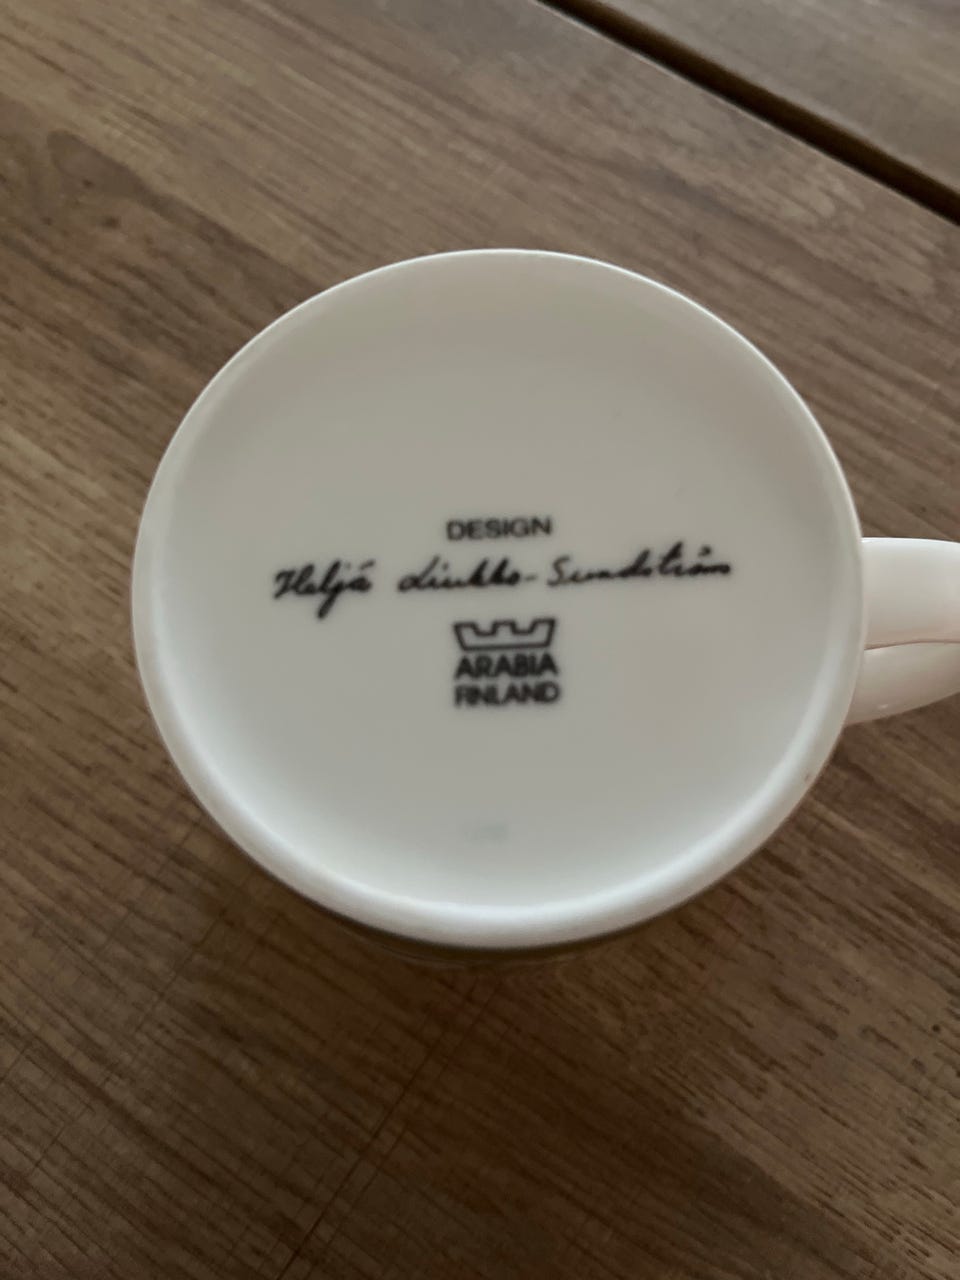 DESIGN
Heljä Liukko-Sundström
ARABIA
FINLAND